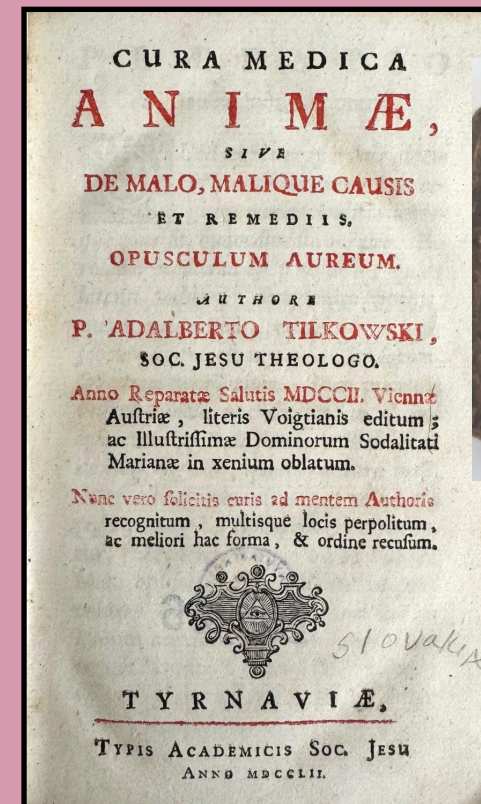 CURA MEDICA
ANIMÆ,
SIVE
DE MALO, MALIQUE CAUSIS
ET REMEDIIS.
OPUSCULUM AUREUM.
AUTHORE
P. ADALBERTO TILKOWSKI,
SOC. JESU THEOLOGO.
Anno Reparatæ Salutis MDCCII. Viennæ
Auſtriæ, literis Voigtianis editum;
ac Illuſtriſſimæ Dominorum Sodalitati
Marianæ in xenium oblatum.
Nunc vero ſolicitis curis ad mentem Authoris
recognitum, multisque locis perpolitum,
ac meliori hac forma, & ordine recuſum.
Slovakia
TYRNAVIÆ,
TYPIS ACADEMICIS SOC. JESU
ANNO MDCCLII.